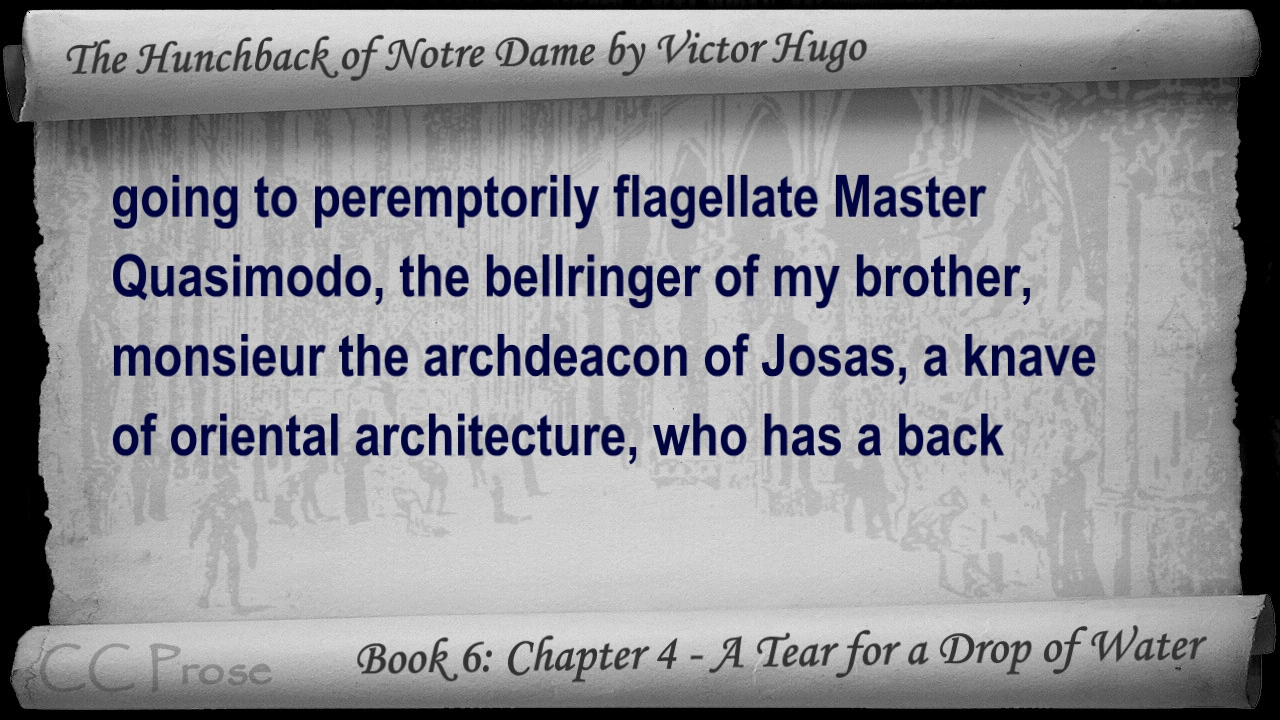 The Hunchback of Notre Dame by Victor Hugo
going to peremptorily flagellate Master
Quasimodo, the bellringer of my brother,
monsieur the archdeacon of Josas, a knave
of oriental architecture, who has a back
CC Prose
Book 6: Chapter 4 - A Tear for a Drop of Water